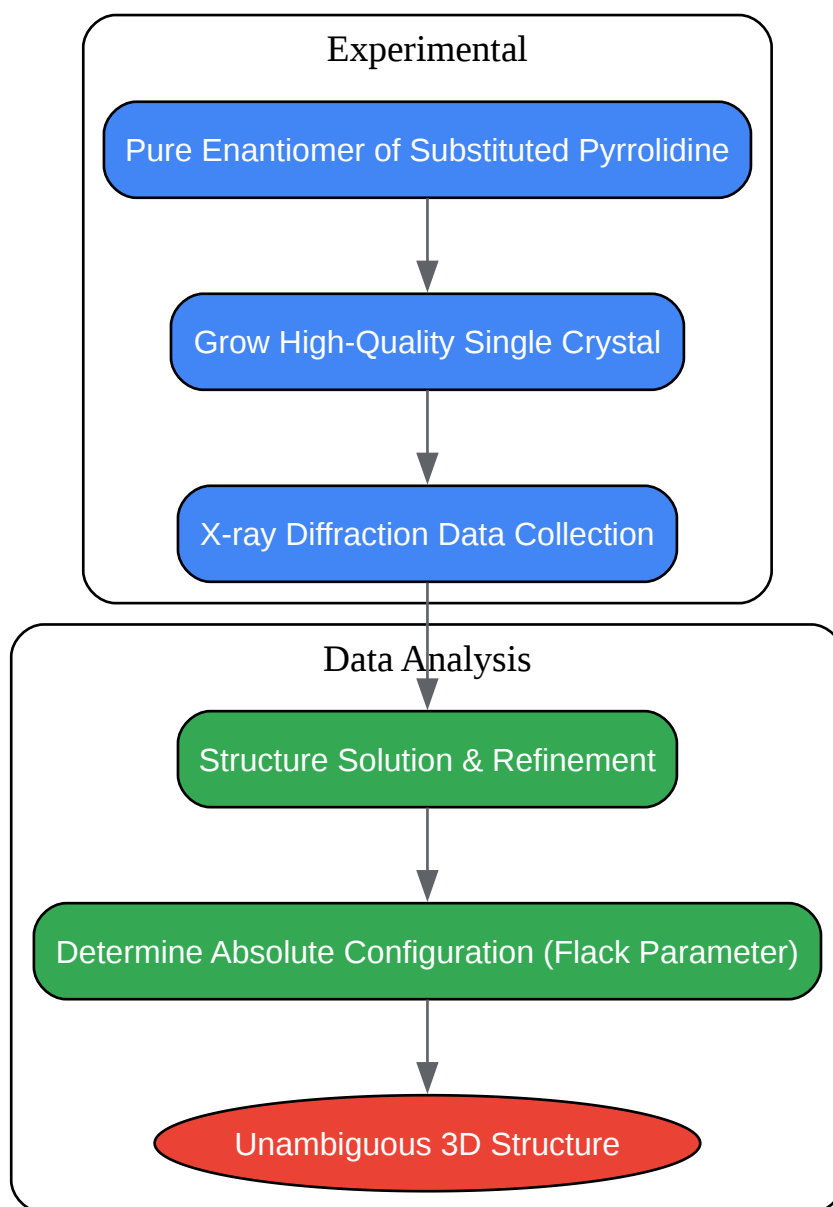 Experimental
Pure Enantiomer of Substituted Pyrrolidine
Grow High-Quality Single Crystal
X-ray Diffraction Data Collection
Data Analysis
Structure Solution & Refinement
Determine Absolute Configuration (Flack Parameter)
Unambiguous 3D Structure